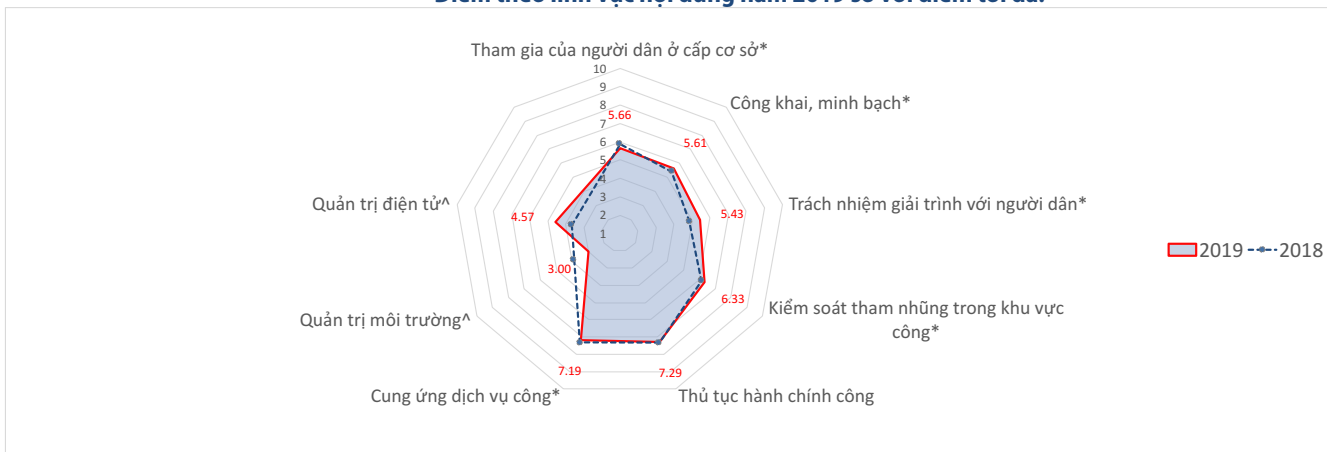 Tham gia của người dân ở cấp cơ sở*
10
9
8
7
6
5
4
3
2
1
5.66
Công khai, minh bạch*
5.61
Trách nhiệm giải trình với người dân*
5.43
Kiểm soát tham nhũng trong khu vực
công*
6.33
Thủ tục hành chính công
7.29
Cung ứng dịch vụ công*
7.19
Quản trị môi trường^
3.00
Quản trị điện tử^
4.57
2019
2018